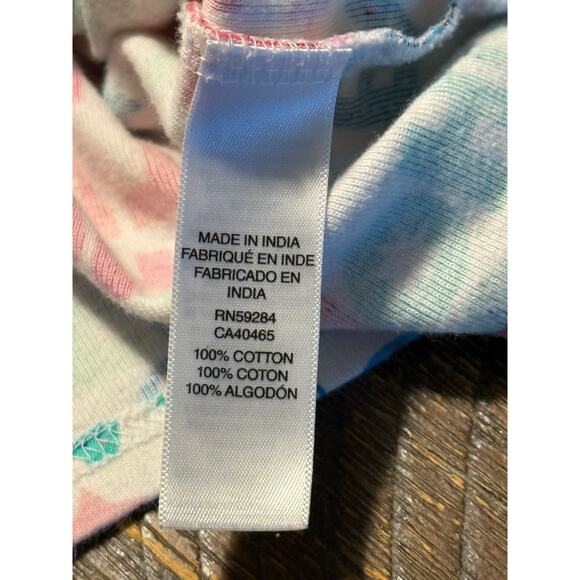 MADE IN INDIA
FABRIQUÉ EN INDE
FABRICADO EN
INDIA
RN59284
CA40465
100% COTTON
100% COTON
100% ALGODÓN